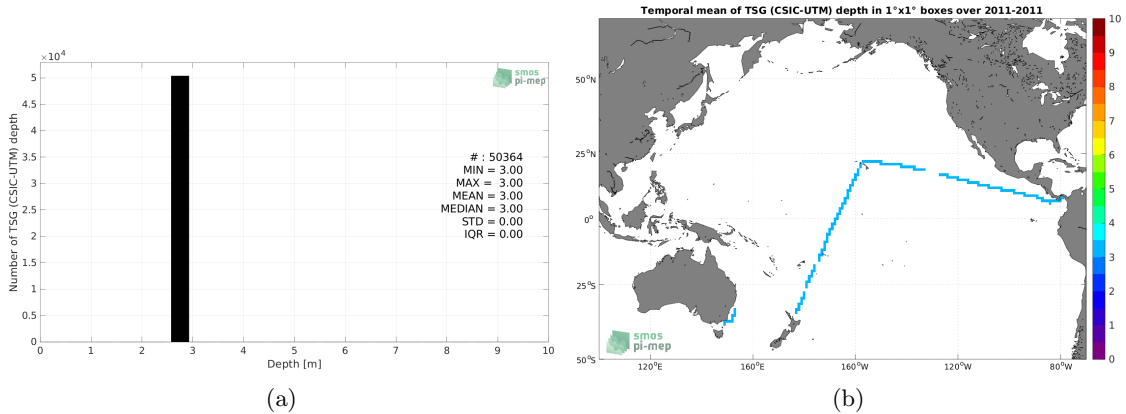 ×10⁴
5
4.5
4
3.5
3
2.5
2
1.5
1
0.5
0
Number of TSG (CSIC-UTM) depth
0 1 2 3 4 5 6 7 8 9 10
Depth [m]
smos
pi-mep
# : 50364
MIN = 3.00
MAX = 3.00
MEAN = 3.00
MEDIAN = 3.00
STD = 0.00
IQR = 0.00
(a)
Temporal mean of TSG (CSIC-UTM) depth in 1°x1° boxes over 2011-2011
50°N
25°N
0°
25°S
50°S
120°E 160°E 160°W 120°W 80°W
smos
pi-mep
10
9
8
7
6
5
4
3
2
1
0
(b)